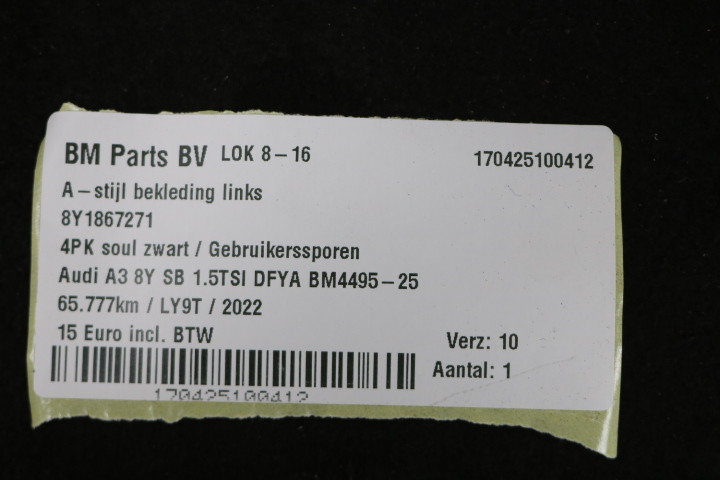 BM Parts BV LOK 8-16 170425100412
A-stijl bekleding links
8Y1867271
4PK soul zwart / Gebruikerssporen
Audi A3 8Y SB 1.5TSI DFYA BM4495-25
65.777km / LY9T / 2022
15 Euro incl. BTW Verz: 10
Aantal: 1
170425100412